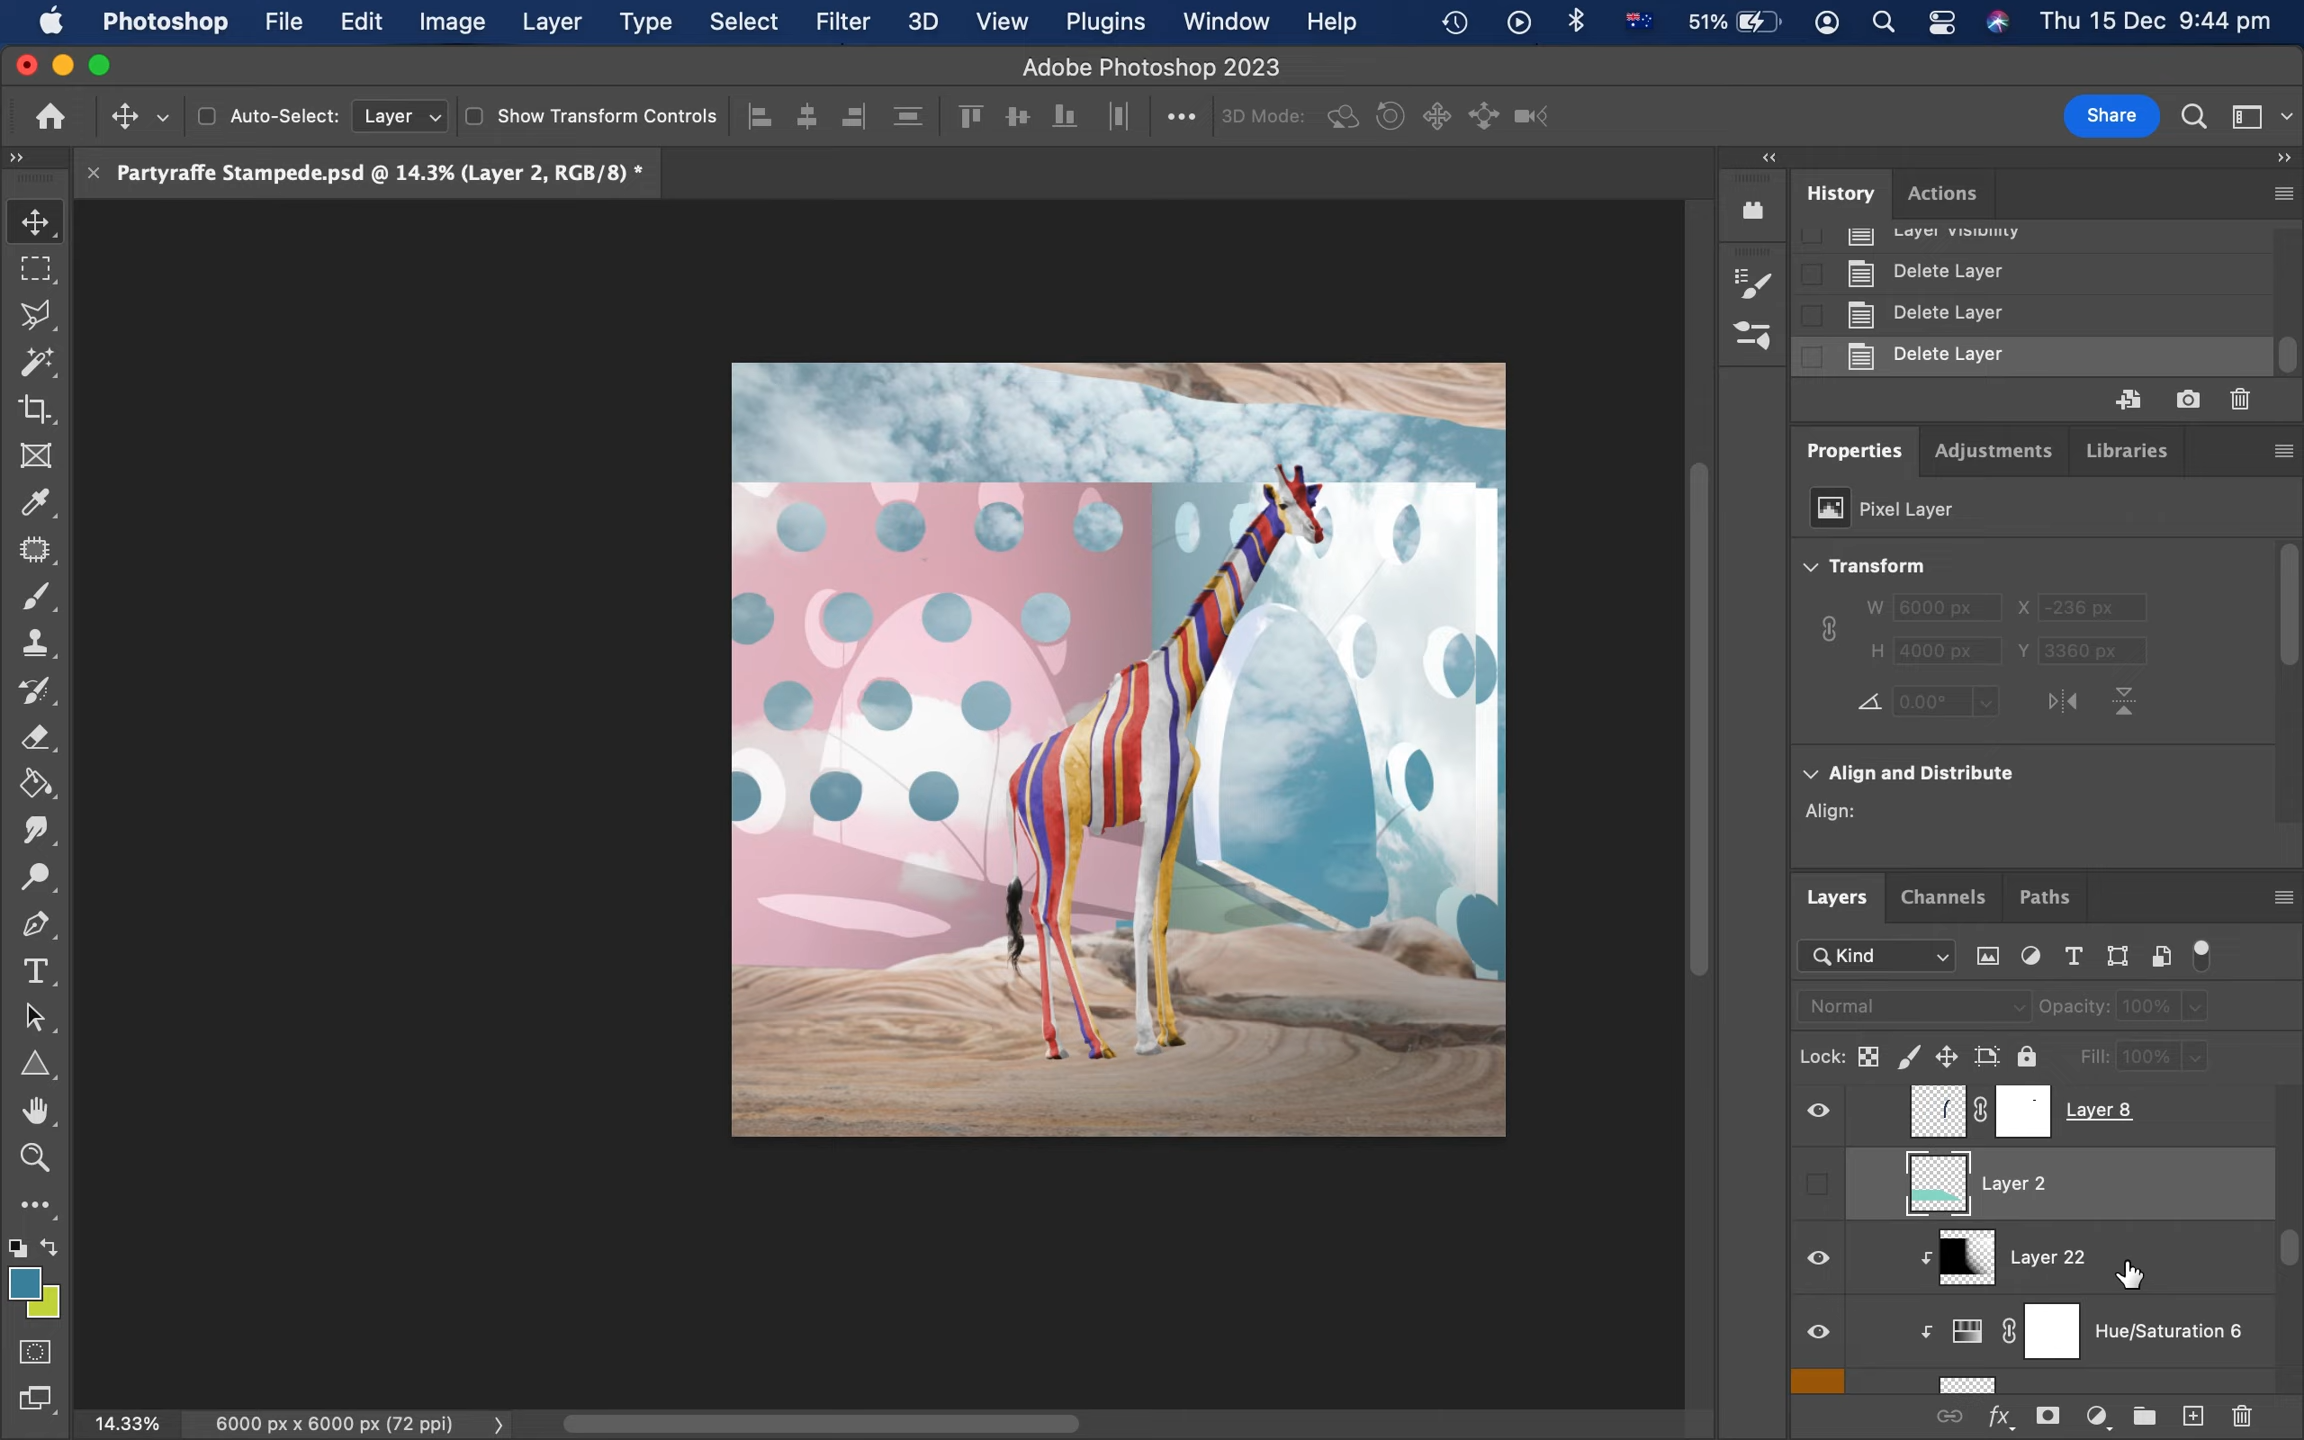 Photoshop File Edit Image Layer Type Select Filter 3D View Plugins Window Help 51% Thu 15 Dec 9:44 pm
Adobe Photoshop 2023
Auto-Select: Layer Show Transform Controls 3D Mode: Share
Partyraffe Stampede.psd @ 14.3% (Layer 2, RGB/8) *
History Actions
Layer Visibility
Delete Layer
Delete Layer
Delete Layer
Properties Adjustments Libraries
Pixel Layer
Transform
W 6000 px X -236 px
H 4000 px Y 3360 px
0.00°
Align and Distribute
Align:
Layers Channels Paths
Kind
Normal Opacity: 100%
Lock: Fill: 100%
Layer 8
Layer 2
Layer 22
Hue/Saturation 6
14.33% 6000 px x 6000 px (72 ppi)